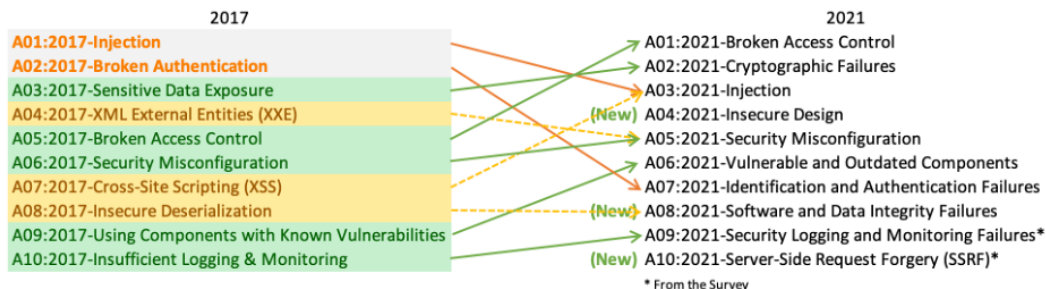 2017
A01:2017-Injection
A02:2017-Broken Authentication
A03:2017-Sensitive Data Exposure
A04:2017-XML External Entities (XXE)
A05:2017-Broken Access Control
A06:2017-Security Misconfiguration
A07:2017-Cross-Site Scripting (XSS)
A08:2017-Insecure Deserialization
A09:2017-Using Components with Known Vulnerabilities
A10:2017-Insufficient Logging & Monitoring
2021
A01:2021-Broken Access Control
A02:2021-Cryptographic Failures
A03:2021-Injection
(New) A04:2021-Insecure Design
A05:2021-Security Misconfiguration
A06:2021-Vulnerable and Outdated Components
A07:2021-Identification and Authentication Failures
(New) A08:2021-Software and Data Integrity Failures
A09:2021-Security Logging and Monitoring Failures*
(New) A10:2021-Server-Side Request Forgery (SSRF)*
* From the Survey